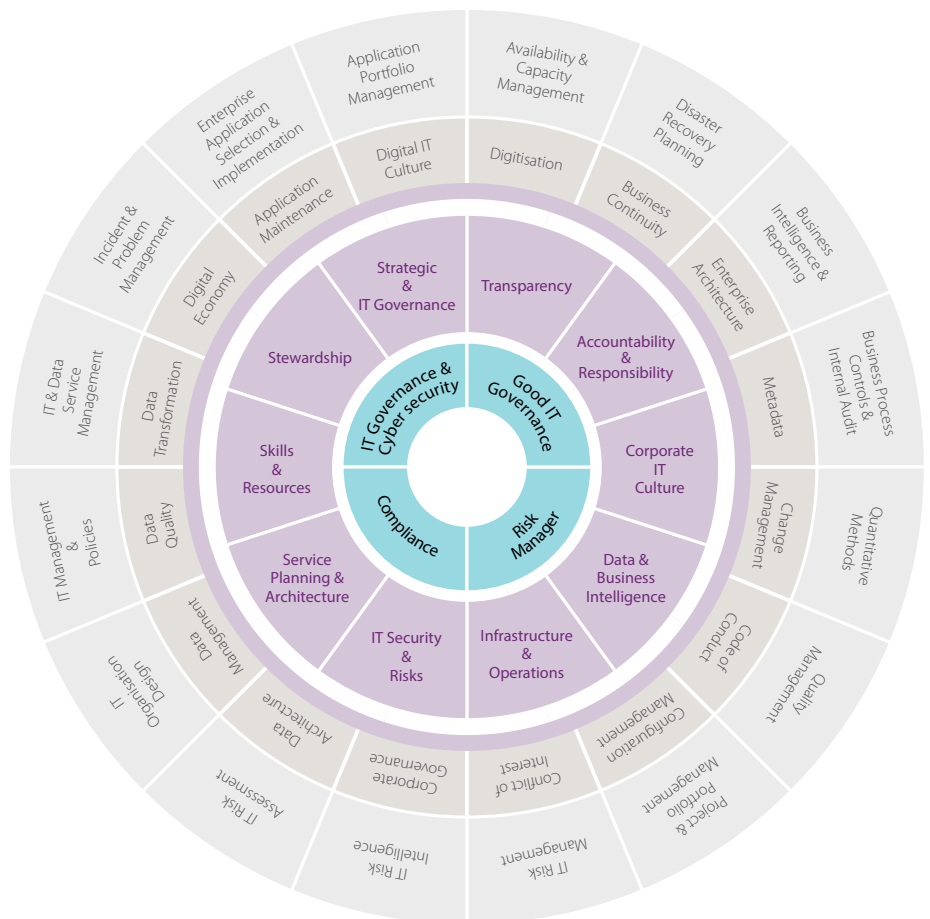 Availability &
Capacity
Management
Disaster
Recovery
Planning
Business
Intelligence &
Reporting
Business Process
Controls &
Internal Audit
Quantitative
Methods
Quality
Management
Project &
Portfolio
Management
IT Risk
Management
IT Risk
Intelligence
IT Risk
Assessment
IT
Organisation
Design
IT Management
&
Policies
IT & Data
Service
Management
Incident &
Problem
Management
Enterprise
Application
Selection &
Implementation
Application
Portfolio
Management
Digitisation
Business
Continuity
Enterprise
Architecture
Metadata
Change
Management
Code of
Conduct
Configuration
Management
Conflict of
Interest
Corporate
Governance
Data
Architecture
Data
Management
Data
Quality
Data
Transformation
Digital
Economy
Application
Maintenance
Digital IT
Culture
Transparency
Accountability
&
Responsibility
Corporate
IT
Culture
Data &
Business
Intelligence
Infrastructure
&
Operations
IT Security
&
Risks
Service
Planning &
Architecture
Skills
&
Resources
Stewardship
Strategic
&
IT Governance
Good IT
Governance
Risk
Manager
Compliance
IT Governance &
Cyber security